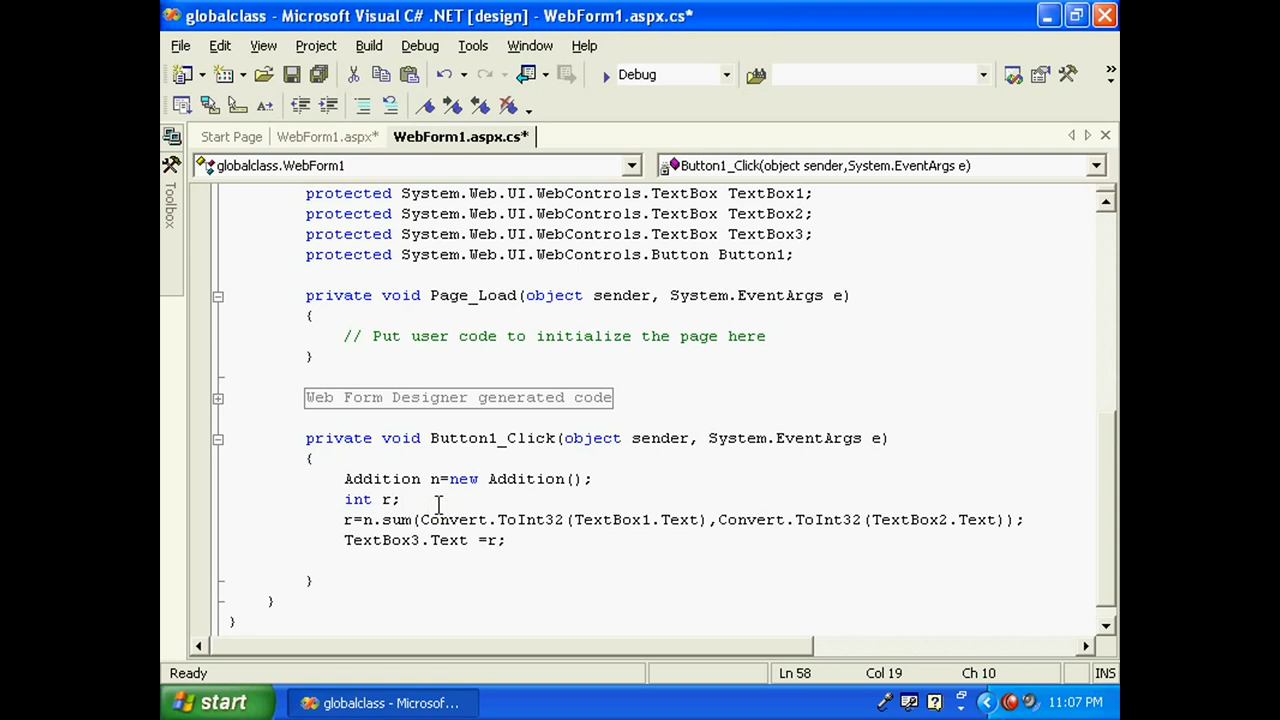 globalclass - Microsoft Visual C# .NET [design] - WebForm1.aspx.cs*
File Edit View Project Build Debug Tools Window Help
Debug
Start Page WebForm1.aspx* WebForm1.aspx.cs*
globalclass.WebForm1 Button1_Click(object sender,System.EventArgs e)
Toolbox
protected System.Web.UI.WebControls.TextBox TextBox1;
protected System.Web.UI.WebControls.TextBox TextBox2;
protected System.Web.UI.WebControls.TextBox TextBox3;
protected System.Web.UI.WebControls.Button Button1;
private void Page_Load(object sender, System.EventArgs e)
{
// Put user code to initialize the page here
}
Web Form Designer generated code
private void Button1_Click(object sender, System.EventArgs e)
{
Addition n=new Addition();
int r;
r=n.sum(Convert.ToInt32(TextBox1.Text),Convert.ToInt32(TextBox2.Text));
TextBox3.Text =r;
}
}
}
Ready Ln 58 Col 19 Ch 10 INS
start globalclass - Microsof... 11:07 PM